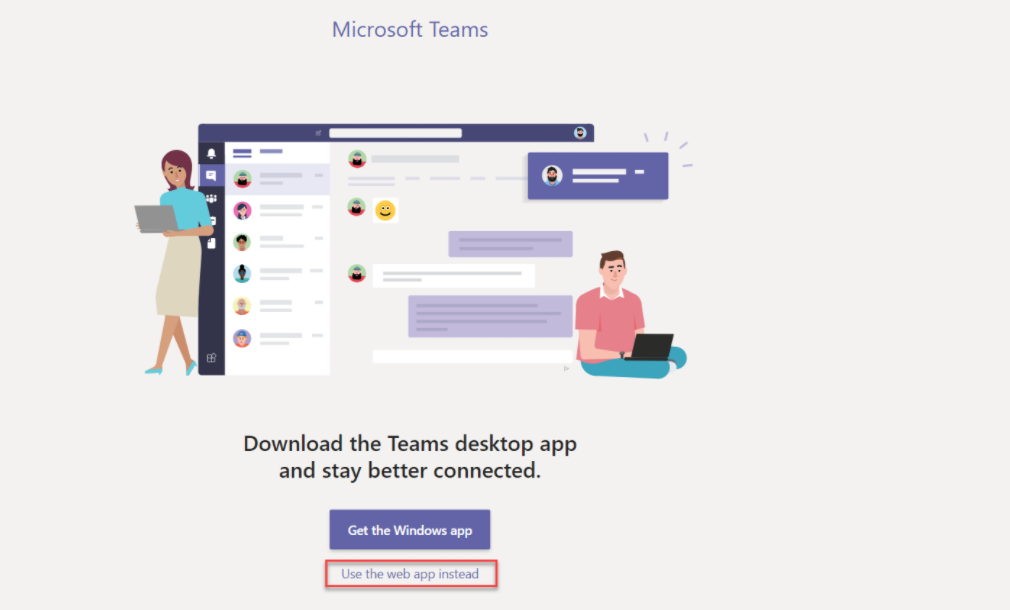 Microsoft Teams
Download the Teams desktop app
and stay better connected.
Get the Windows app
Use the web app instead